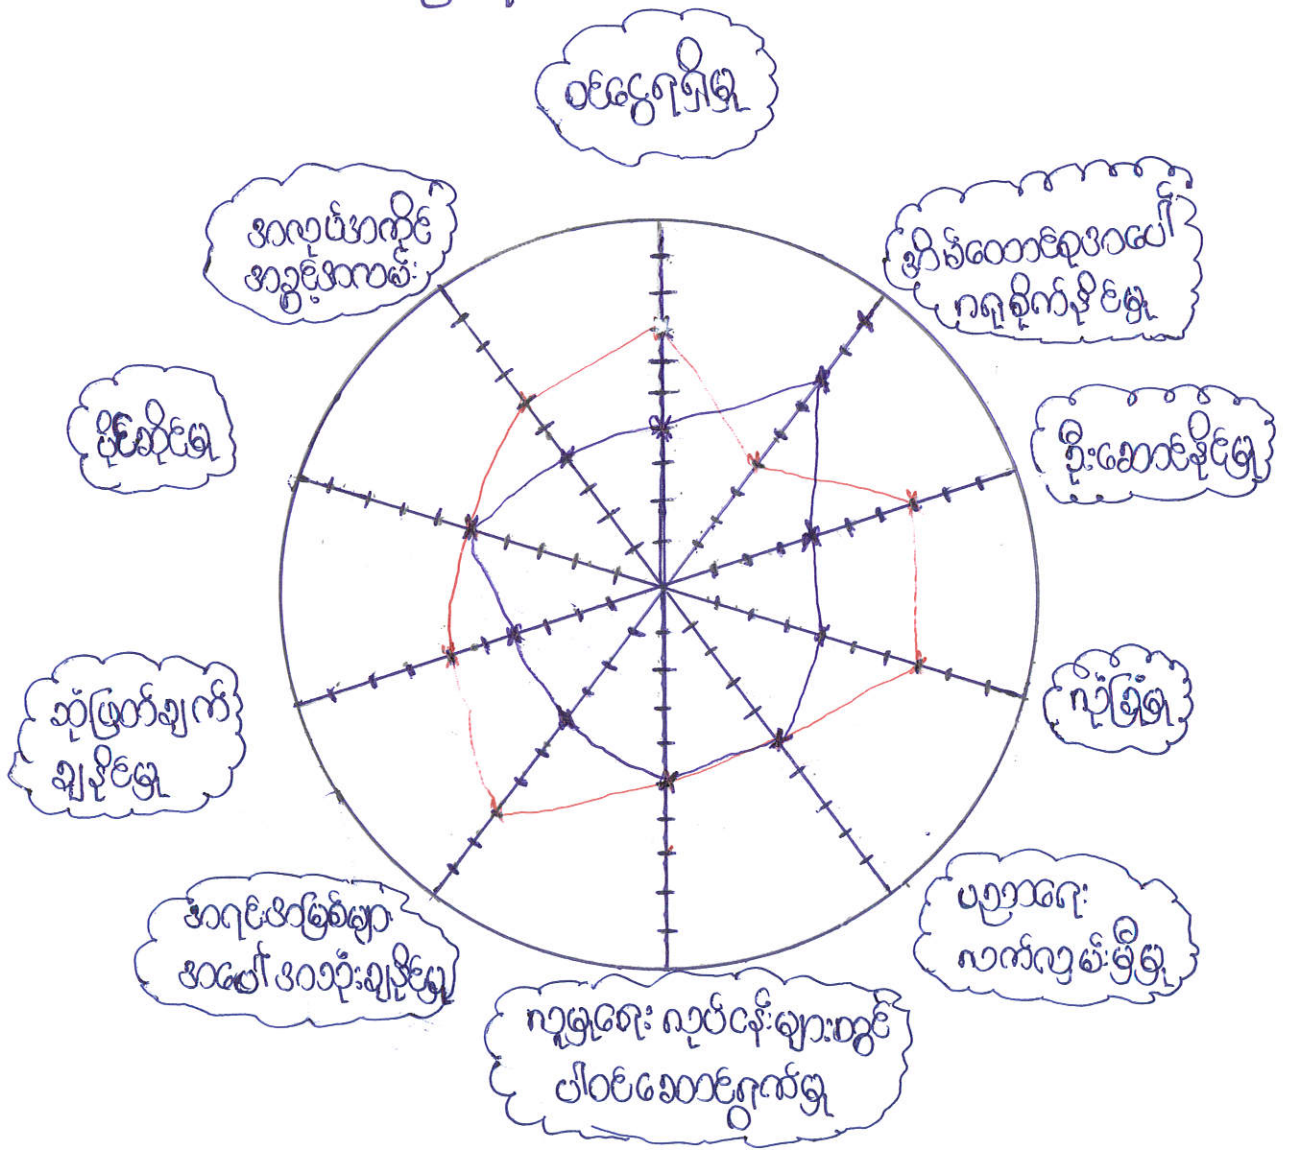 ဝင်ငွေရရှိမှု
အိမ်ထောင်စုအပေါ်
ဂရုစိုက်နိုင်မှု
ဦးဆောင်နိုင်မှု
လုံခြုံမှု
ပညာရေး
လက်လှမ်းမှီမှု
လူမှုရေး လုပ်ငန်းများတွင်
ပါဝင်ဆောင်ရွက်မှု
အရင်းအမြစ်များ
အပေါ် အသုံးချနိုင်မှု
ဆုံဖြတ်ချက်
ချနိုင်မှု
ပိုင်ဆိုင်မှု
အလုပ်အကိုင်
အခွင့်အလမ်း